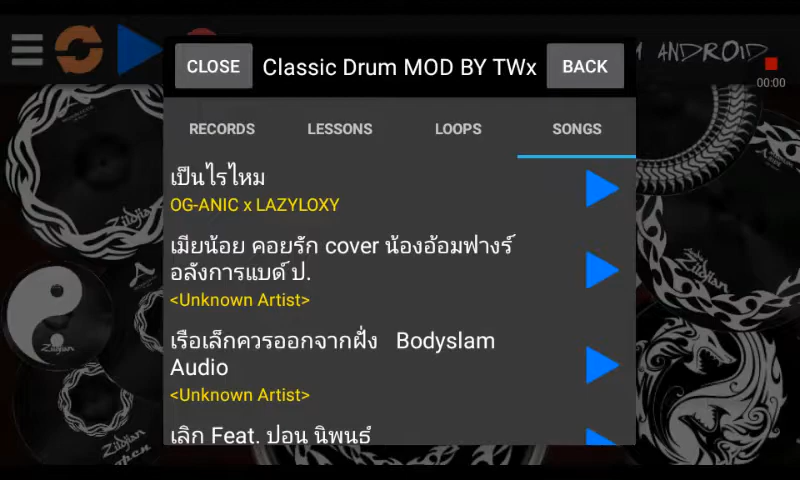 ANDROID
00:00
CLOSE
Classic Drum MOD BY TWx
BACK
RECORDS
LESSONS
LOOPS
SONGS
เป็นไรไหม
OG-ANIC x LAZYLOXY
เมียน้อย คอยรัก cover น้องอ้อมฟางร์
อลังการแบด์ ป.
<Unknown Artist>
เรือเล็กควรออกจากฝั่ง Bodyslam
Audio
<Unknown Artist>
เลิก Feat. ปอน นิพนธ์
Zildjian
Zildjian
Zildjian
Zildjian